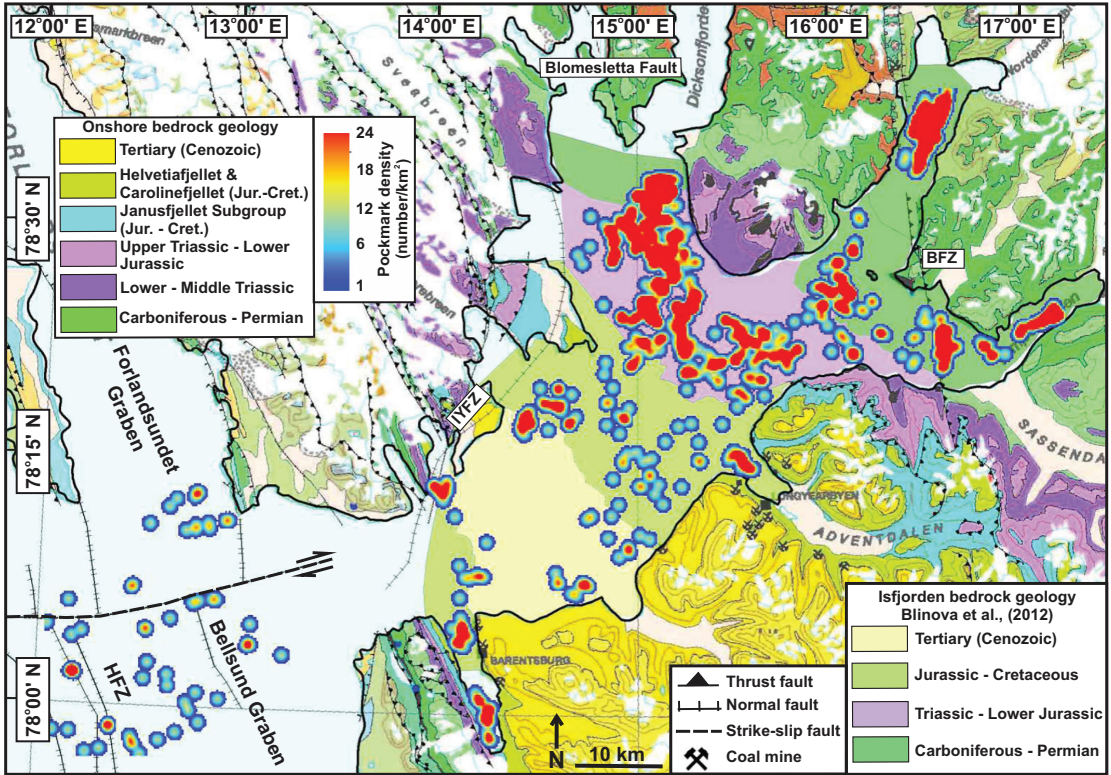 12°00' E
13°00' E
14°00' E
15°00' E
16°00' E
17°00' E
Blomesletta Fault
Dicksonfjorden
Sveabreen
Onshore bedrock geology
Tertiary (Cenozoic)
Helvetiafjellet &
Carolinefjellet (Jur.-Cret.)
Janusfjellet Subgroup
(Jur. - Cret.)
Upper Triassic - Lower
Jurassic
Lower - Middle Triassic
Carboniferous - Permian
24
18
12
6
1
Pockmark density
(number/km²)
78°30' N
78°15' N
78°00' N
BFZ
IYFZ
Forlandsundet
Graben
SASSENDA
ADVENTDALEN
BARENTSBURG
HFZ
Bellsund Graben
N
10 km
Thrust fault
Normal fault
Strike-slip fault
Coal mine
Isfjorden bedrock geology
Blinova et al., (2012)
Tertiary (Cenozoic)
Jurassic - Cretaceous
Triassic - Lower Jurassic
Carboniferous - Permian